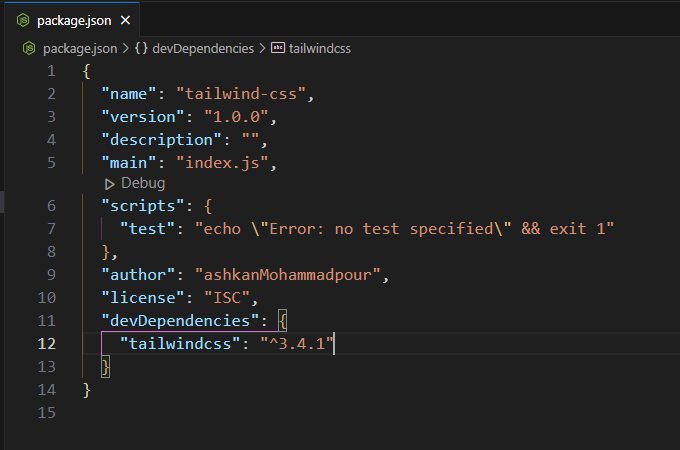 package.json
package.json > {} devDependencies > abc tailwindcss
1 {
2 "name": "tailwind-css",
3 "version": "1.0.0",
4 "description": "",
5 "main": "index.js",
Debug
6 "scripts": {
7 "test": "echo \"Error: no test specified\" && exit 1"
8 },
9 "author": "ashkanMohammadpour",
10 "license": "ISC",
11 "devDependencies": {
12 "tailwindcss": "^3.4.1"
13 }
14 }
15